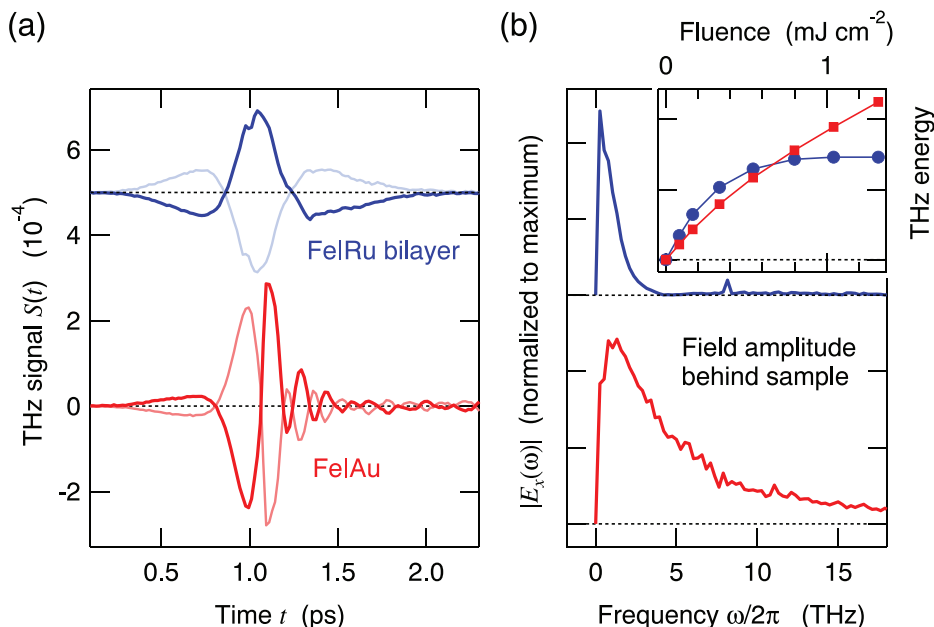 (a)
THz signal S(t) (10⁻⁴)
6
4
2
0
-2
Fe|Ru bilayer
Fe|Au
0.5 1.0 1.5 2.0
Time t (ps)
(b)
Fluence (mJ cm⁻²)
0 1
THz energy
|Eₓ(ω)| (normalized to maximum)
Field amplitude
behind sample
0 5 10 15
Frequency ω/2π (THz)